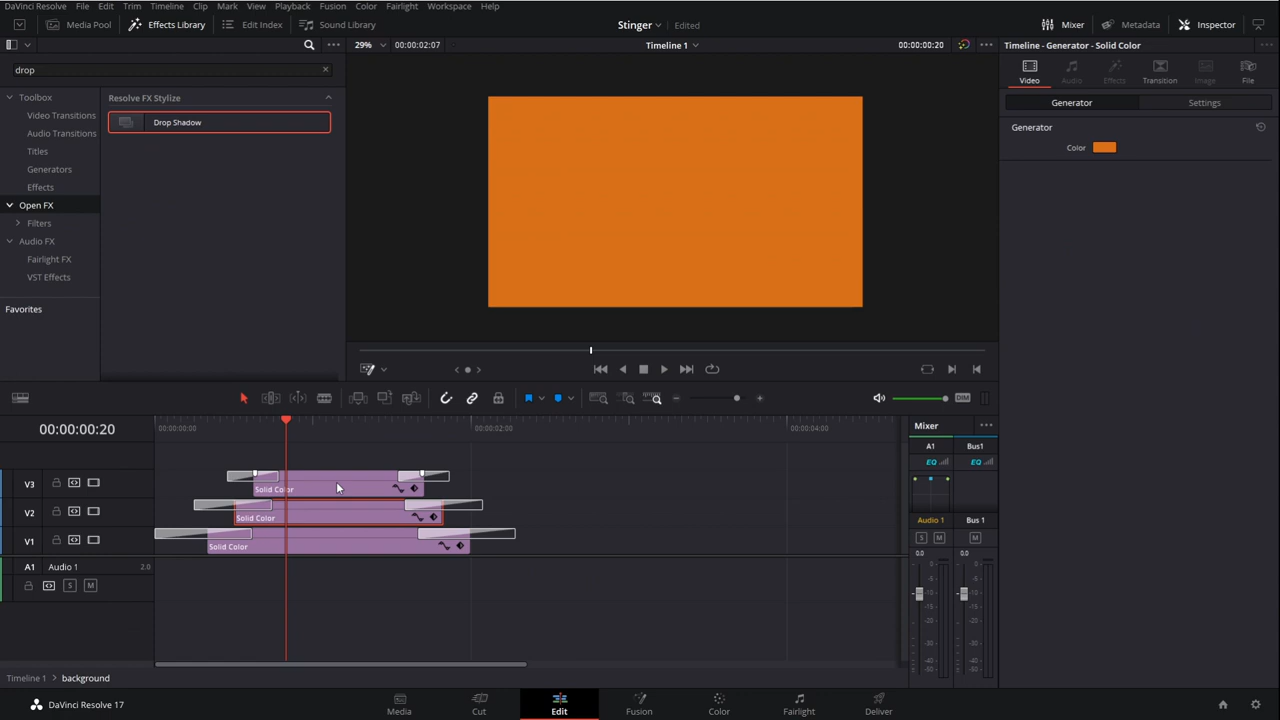 DaVinci Resolve File Edit Trim Timeline Clip Mark View Playback Fusion Color Fairlight Workspace Help
Media Pool Effects Library Edit Index Sound Library Stinger Edited Mixer Metadata Inspector
29% 00:00:02:07 Timeline 1 00:00:00:20 Timeline - Generator - Solid Color
drop
Video Audio Effects Transition Image File
Toolbox
Video Transitions
Audio Transitions
Titles
Generators
Effects
Open FX
Filters
Audio FX
Fairlight FX
VST Effects
Favorites
Resolve FX Stylize
Drop Shadow
Generator Settings
Generator
Color
DIM
00:00:00:20
00:00:00:00 00:00:02:00 00:00:04:00
V3 Solid Color
V2 Solid Color
V1 Solid Color
A1 Audio 1 2.0
S M
Mixer
A1 Bus1
EQ EQ
Audio 1 Bus 1
S M M
0.0 0.0
0 0
-5 -5
-10 -10
-15 -15
-20 -20
-30 -30
-40 -40
-50 -50
Timeline 1 background
DaVinci Resolve 17
Media Cut Edit Fusion Color Fairlight Deliver